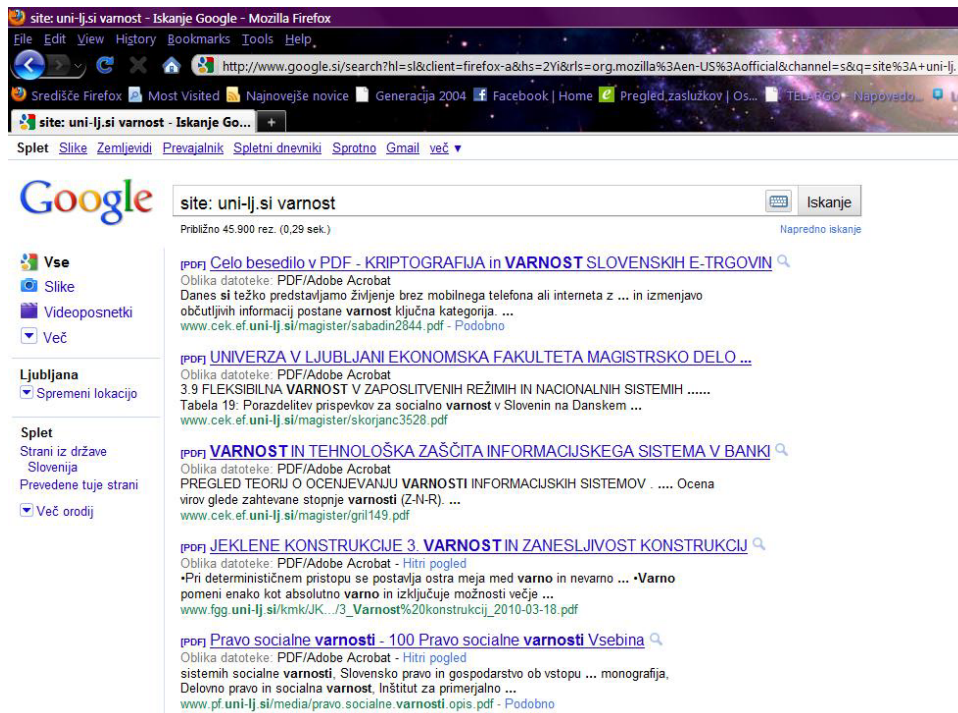 site: uni-lj.si varnost - Iskanje Google - Mozilla Firefox
File Edit View History Bookmarks Tools Help
http://www.google.si/search?hl=sl&client=firefox-a&hs=2Yi&rls=org.mozilla%3Aen-US%3Aofficial&channel=s&q=site%3A+uni-lj.
Središče Firefox Most Visited Najnovejše novice Generacija 2004 Facebook | Home Pregled zaslužkov | Os... TELARGO - Napovedo...
site: uni-lj.si varnost - Iskanje Go... +
Splet Slike Zemljevidi Prevajalnik Spletni dnevniki Sprotno Gmail več ▼
Google
site: uni-lj.si varnost
Iskanje
Približno 45.900 rez. (0,29 sek.)
Napredno iskanje
Vse
Slike
Videoposnetki
Več
Ljubljana
Spremeni lokacijo
Splet
Strani iz države
Slovenija
Prevedene tuje strani
Več orodij
[PDF] Celo besedilo v PDF - KRIPTOGRAFIJA in VARNOST SLOVENSKIH E-TRGOVIN
Oblika datoteke: PDF/Adobe Acrobat
Danes si težko predstavljamo življenje brez mobilnega telefona ali interneta z ... in izmenjavo
občutljivih informacij postane varnost ključna kategorija. ...
www.cek.ef.uni-lj.si/magister/sabadin2844.pdf - Podobno
[PDF] UNIVERZA V LJUBLJANI EKONOMSKA FAKULTETA MAGISTRSKO DELO ...
Oblika datoteke: PDF/Adobe Acrobat
3.9 FLEKSIBILNA VARNOST V ZAPOSLITVENIH REŽIMIH IN NACIONALNIH SISTEMIH ......
Tabela 19: Porazdelitev prispevkov za socialno varnost v Slovenin na Danskem ...
www.cek.ef.uni-lj.si/magister/skorjanc3528.pdf
[PDF] VARNOST IN TEHNOLOŠKA ZAŠČITA INFORMACIJSKEGA SISTEMA V BANKI
Oblika datoteke: PDF/Adobe Acrobat
PREGLED TEORIJ O OCENJEVANJU VARNOSTI INFORMACIJSKIH SISTEMOV . .... Ocena
virov glede zahtevane stopnje varnosti (Z-N-R). ...
www.cek.ef.uni-lj.si/magister/gril149.pdf
[PDF] JEKLENE KONSTRUKCIJE 3. VARNOST IN ZANESLJIVOST KONSTRUKCIJ
Oblika datoteke: PDF/Adobe Acrobat - Hitri pogled
•Pri determinističnem pristopu se postavlja ostra meja med varno in nevarno ... •Varno
pomeni enako kot absolutno varno in izključuje možnosti večje ...
www.fgg.uni-lj.si/kmk/JK.../3_Varnost%20konstrukcij_2010-03-18.pdf
[PDF] Pravo socialne varnosti - 100 Pravo socialne varnosti Vsebina
Oblika datoteke: PDF/Adobe Acrobat - Hitri pogled
sistemih socialne varnosti, Slovensko pravo in gospodarstvo ob vstopu ... monografija,
Delovno pravo in socialna varnost, Inštitut za primerjalno ...
www.pf.uni-lj.si/media/pravo.socialne.varnosti.opis.pdf - Podobno